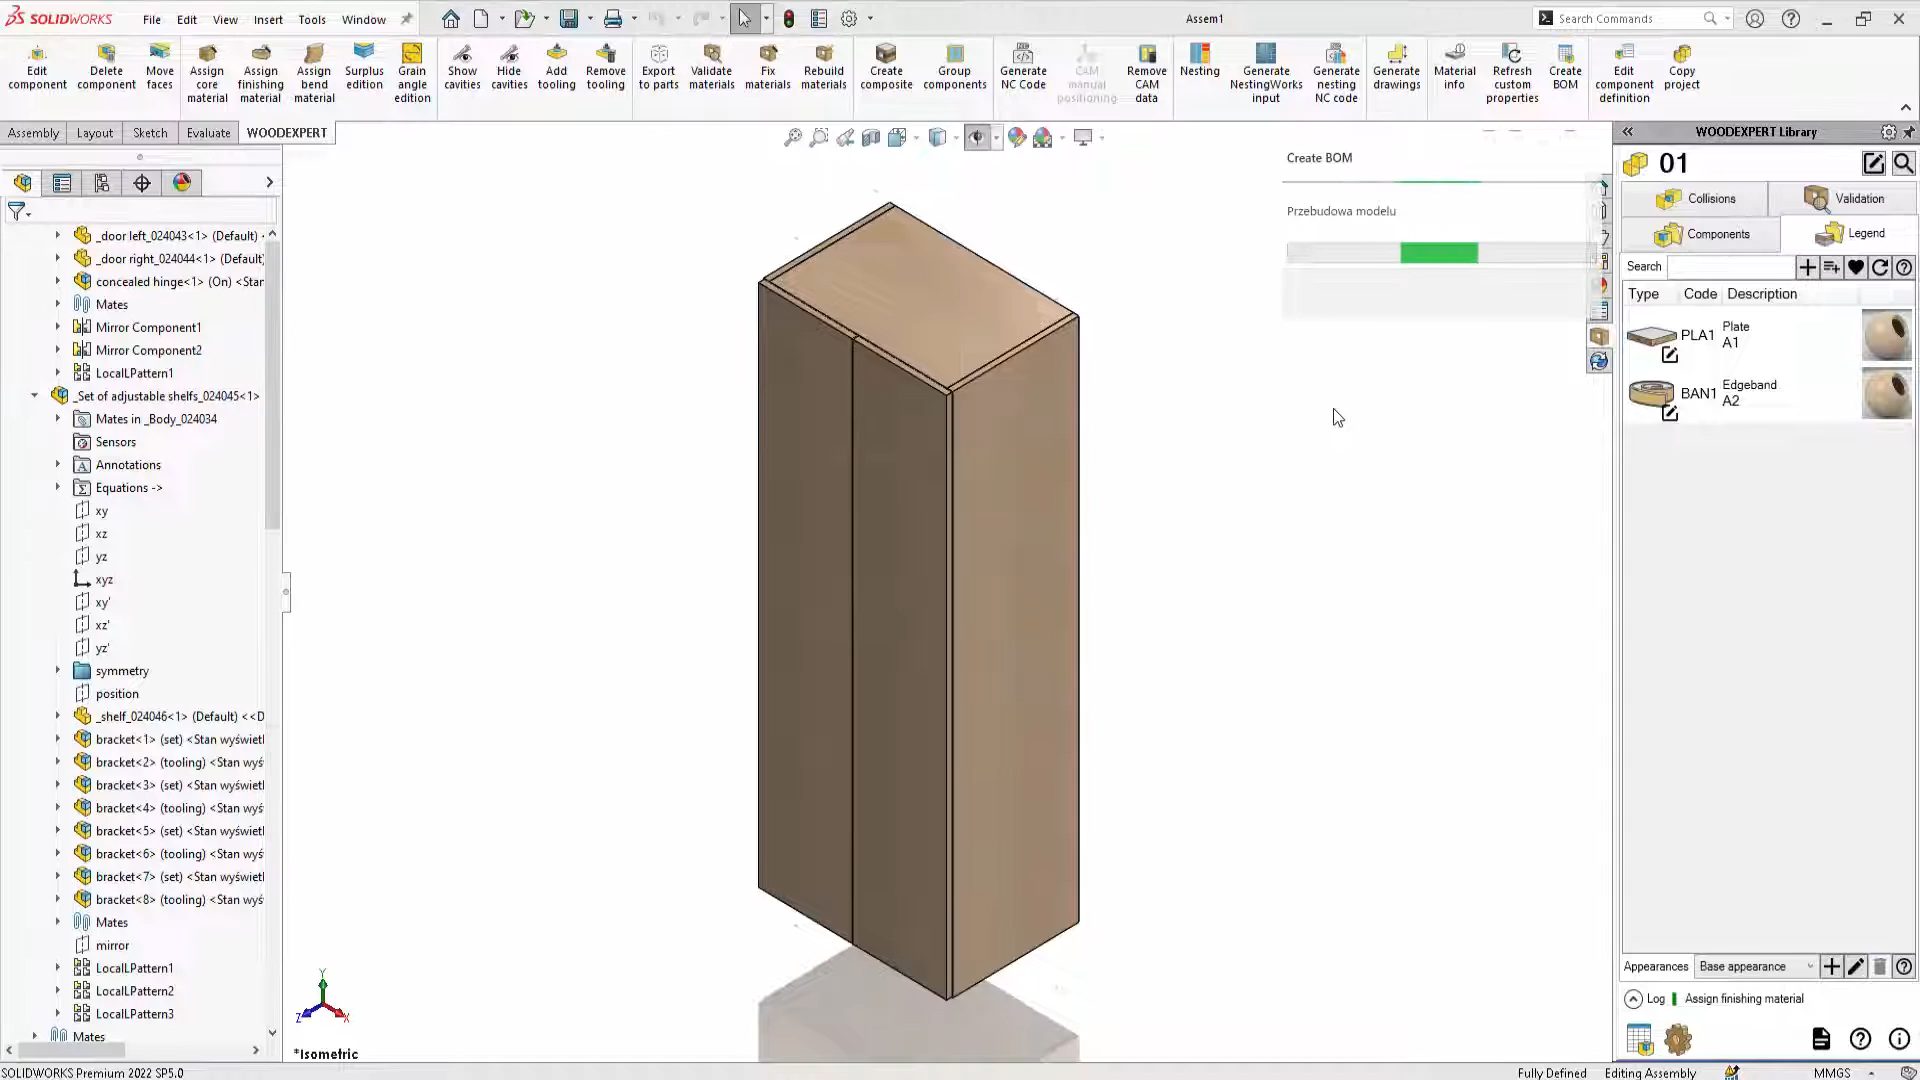 SOLIDWORKS File Edit View Insert Tools Window Assem1 Search Commands
Edit component
Delete component
Move faces
Assign core material
Assign finishing material
Assign bend material
Surplus edition
Grain angle edition
Show cavities
Hide cavities
Add tooling
Remove tooling
Export to parts
Validate materials
Fix materials
Rebuild materials
Create composite
Group components
Generate NC Code
CAM manual positioning
Remove CAM data
Nesting
Generate NestingWorks input
Generate nesting NC code
Generate drawings
Material info
Refresh custom properties
Create BOM
Edit component definition
Copy project
Assembly Layout Sketch Evaluate WOODEXPERT
_door left_024043<1> (Default)
_door right_024044<1> (Default)
concealed hinge<1> (On) <Star
Mates
Mirror Component1
Mirror Component2
LocalLPattern1
_Set of adjustable shelfs_024045<1>
Mates in _Body_024034
Sensors
Annotations
Equations ->
xy
xz
yz
xyz
xy'
xz'
yz'
symmetry
position
_shelf_024046<1> (Default) <<D
bracket<1> (set) <Stan wyświetl
bracket<2> (tooling) <Stan wyś
bracket<3> (set) <Stan wyświetl
bracket<4> (tooling) <Stan wyś
bracket<5> (set) <Stan wyświetl
bracket<6> (tooling) <Stan wyś
bracket<7> (set) <Stan wyświetl
bracket<8> (tooling) <Stan wyś
Mates
mirror
LocalLPattern1
LocalLPattern2
LocalLPattern3
Mates
Create BOM
Przebudowa modelu
Y
Z X
*Isometric
WOODEXPERT Library
01
Collisions Validation
Components Legend
Search
Type Code Description
PLA1 Plate
A1
BAN1 Edgeband
A2
Appearances Base appearance
Log Assign finishing material
SOLIDWORKS Premium 2022 SP5.0 Fully Defined Editing Assembly MMGS